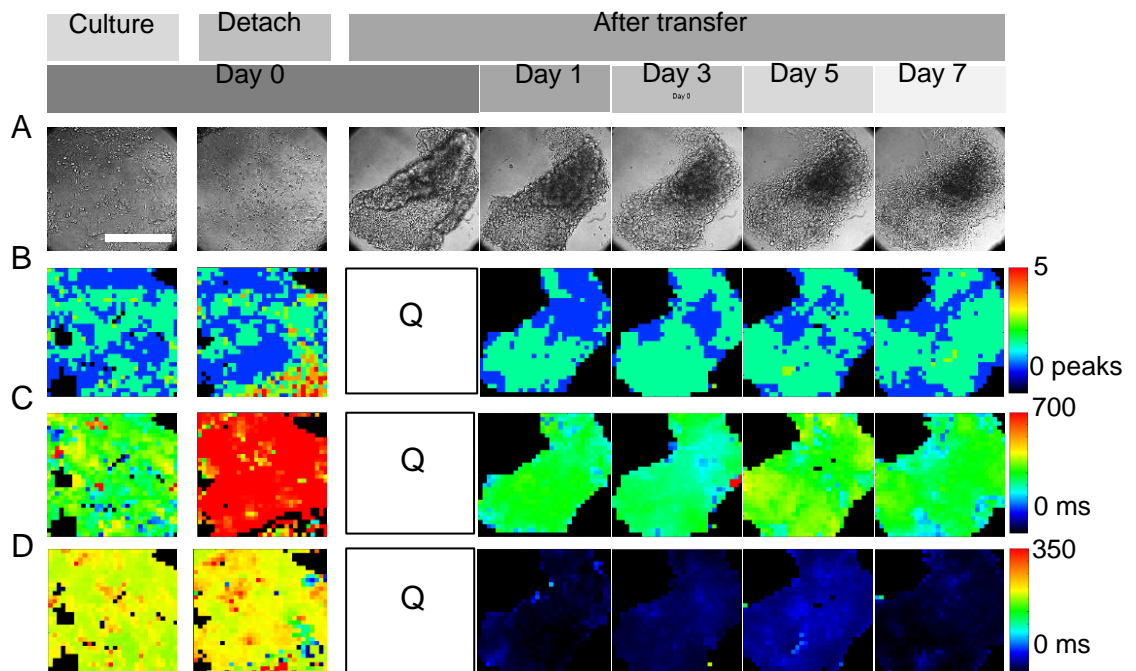 Culture Detach After transfer
Day 0 Day 1 Day 3 Day 5 Day 7
Day 0
A
B
Q
5
0 peaks
C
Q
700
0 ms
D
Q
350
0 ms